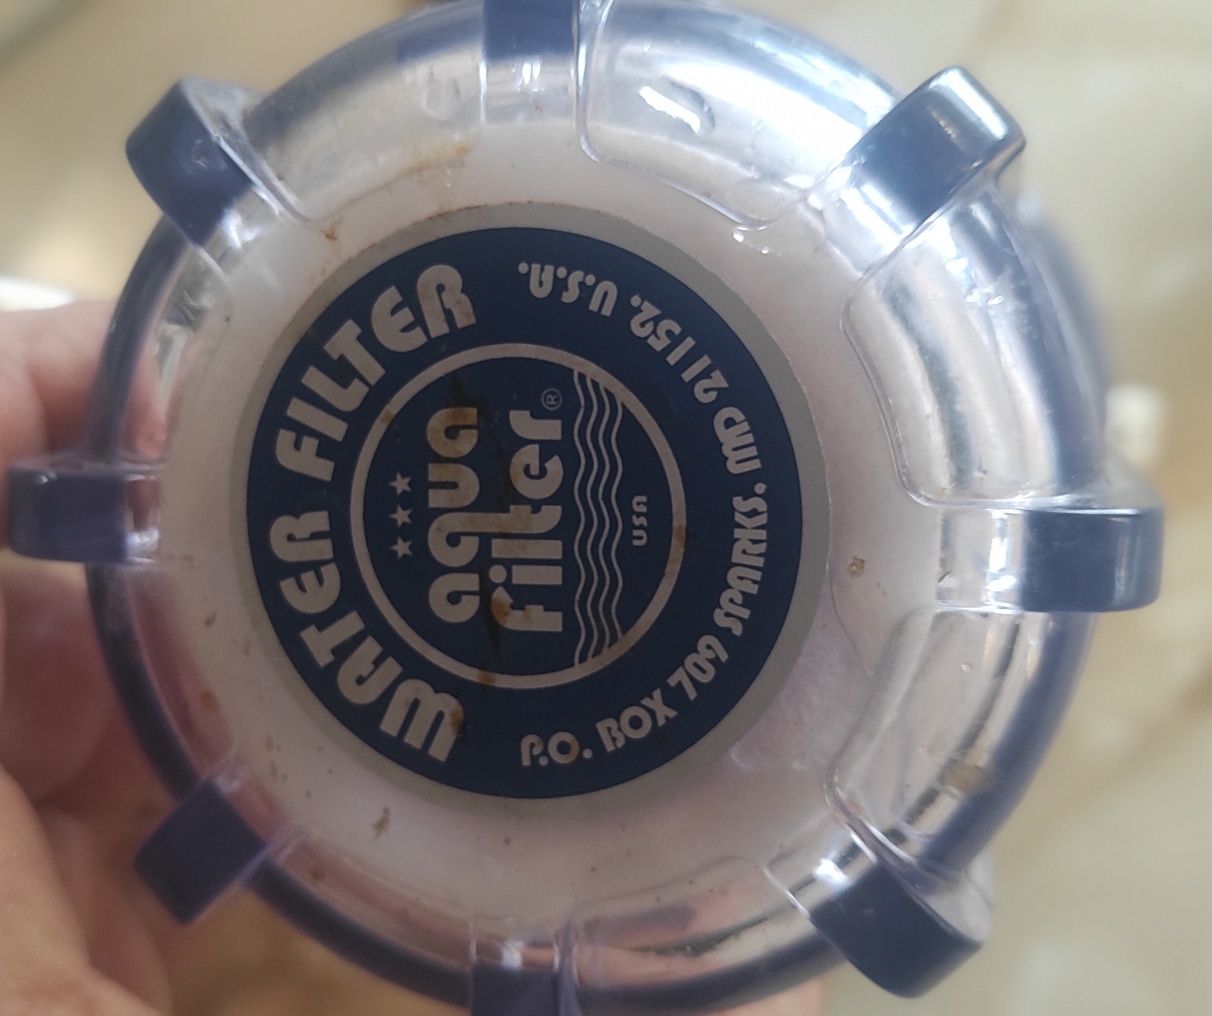 WATER FILTER
aqua
filter®
USA
P.O. BOX 709 SPARKS. MD 21152. U.S.A.